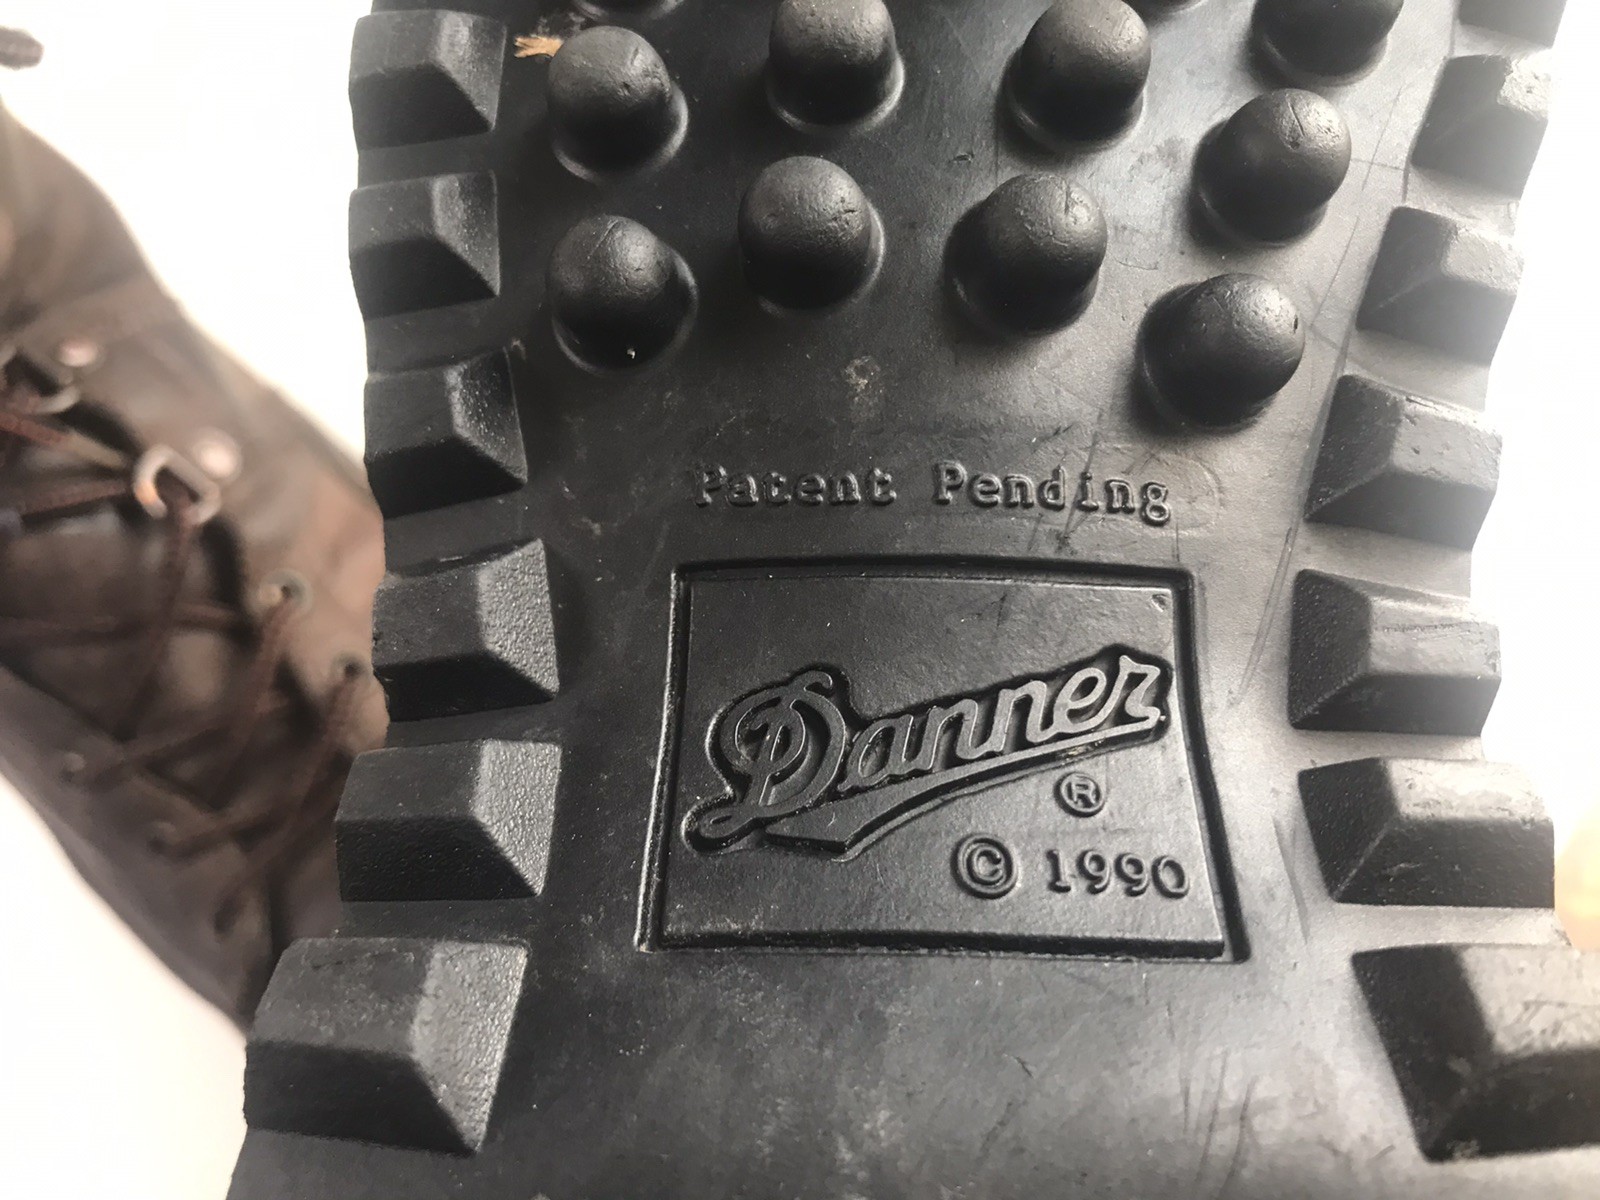 Patent Pending
Danner
®
© 1990